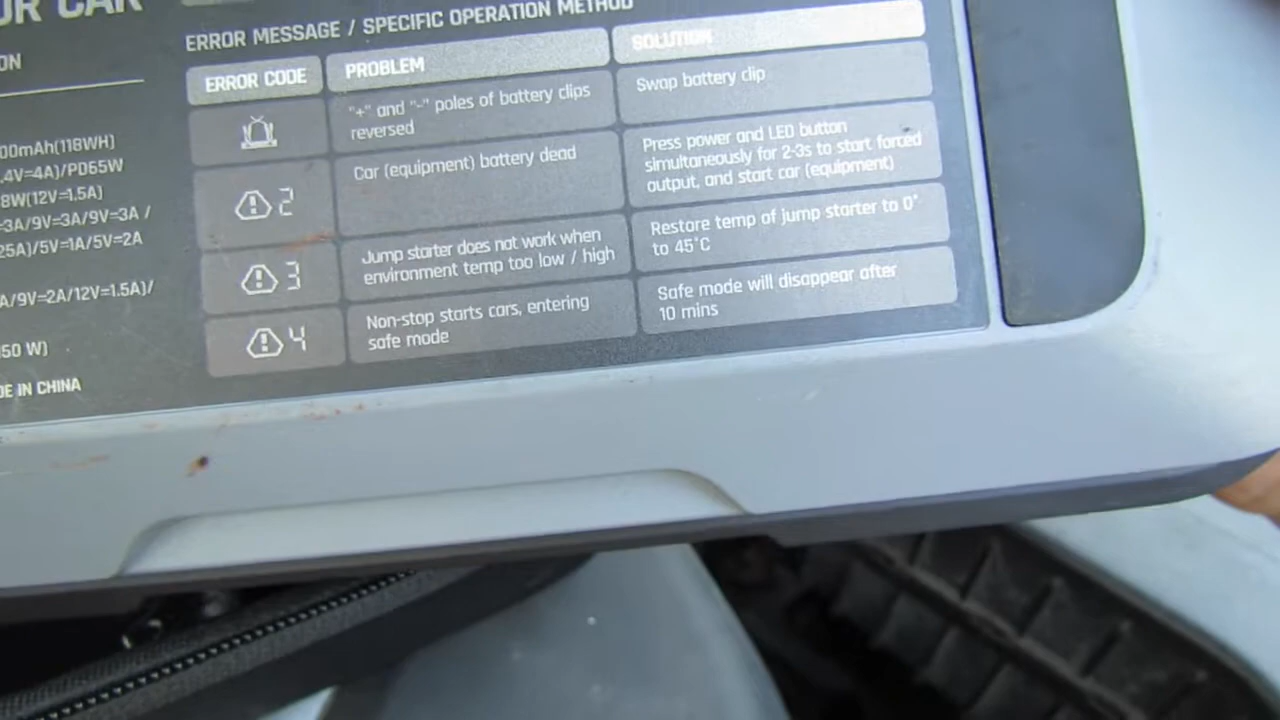 OR CAR
ON
00mAh(118WH)
.4V=4A)/PD65W
8W(12V=1.5A)
=3A/9V=3A/9V=3A /
25A)/5V=1A/5V=2A
A/9V=2A/12V=1.5A)/
50 W)
DE IN CHINA
ERROR MESSAGE / SPECIFIC OPERATION METHOD
ERROR CODE
PROBLEM
SOLUTION
"+" and "-" poles of battery clips
reversed
Swap battery clip
2
Car (equipment) battery dead
Press power and LED button
simultaneously for 2-3s to start forced
output, and start car (equipment)
3
Jump starter does not work when
environment temp too low / high
Restore temp of jump starter to 0°
to 45°C
4
Non-stop starts cars, entering
safe mode
Safe mode will disappear after
10 mins